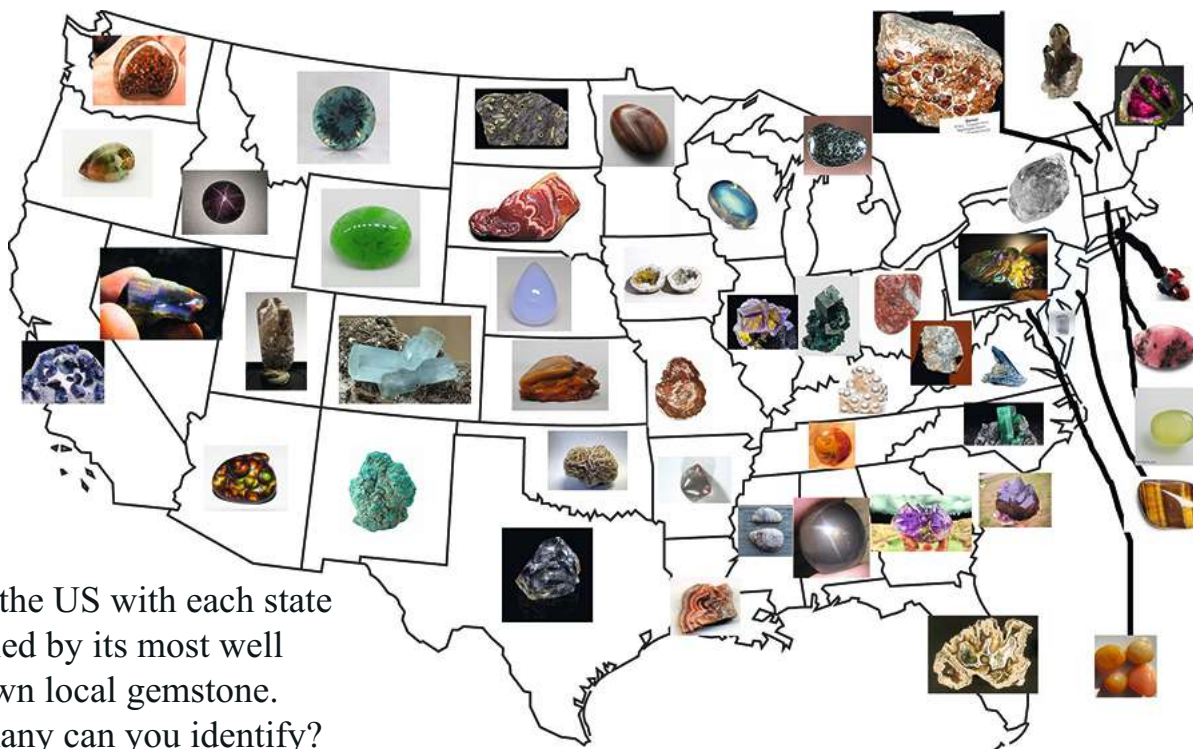 the US with each state
ed by its most well
wn local gemstone.
any can you identify?